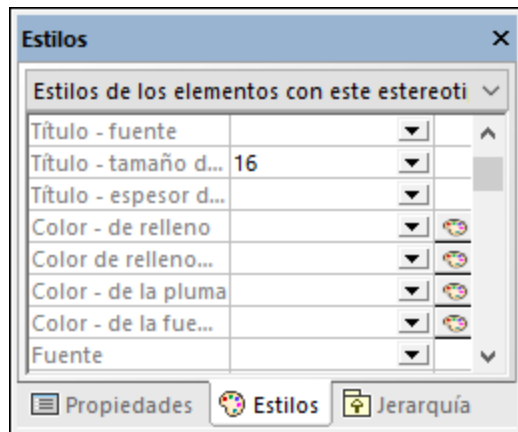 Estilos
Estilos de los elementos con este estereoti
Título - fuente
Título - tamaño d... 16
Título - espesor d...
Color - de relleno
Color de relleno...
Color - de la pluma
Color - de la fue...
Fuente
Propiedades Estilos Jerarquía